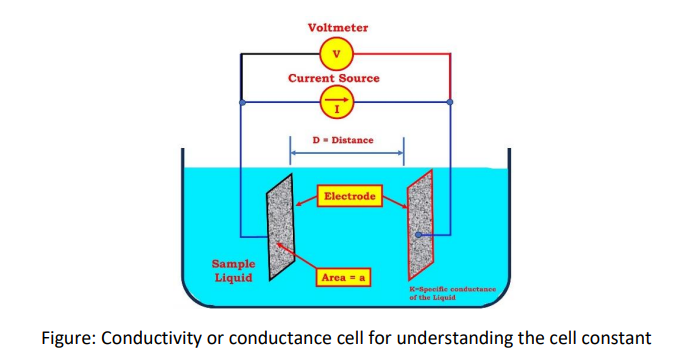 Voltmeter
V
Current Source
I
D = Distance
Electrode
Sample
Liquid
Area = a
K=Specific conductance
of the Liquid
Figure: Conductivity or conductance cell for understanding the cell constant